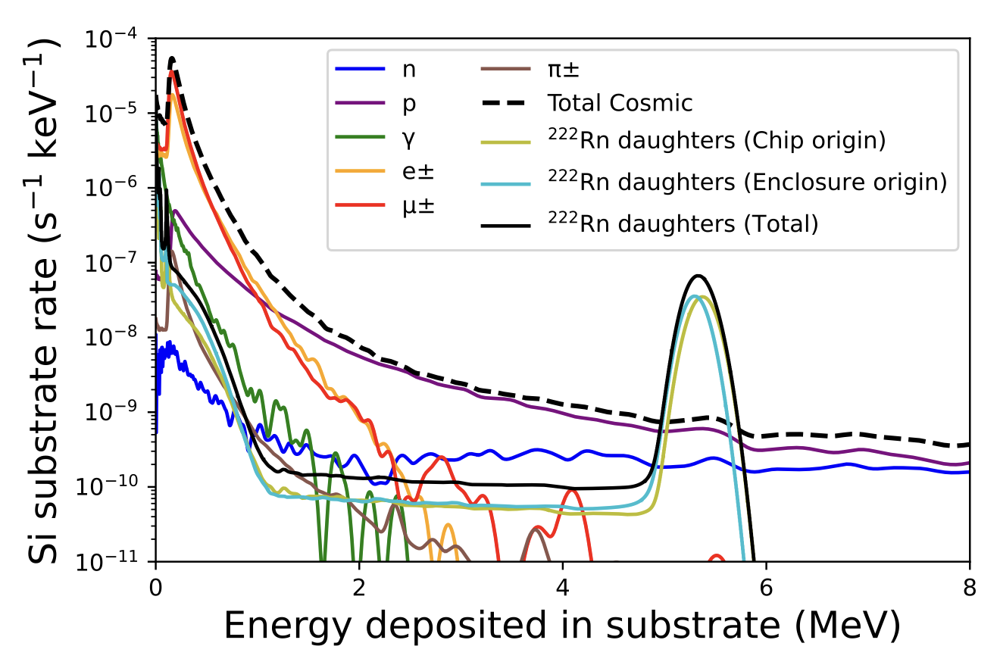 Si substrate rate (s⁻¹ keV⁻¹)
10⁻⁴
10⁻⁵
10⁻⁶
10⁻⁷
10⁻⁸
10⁻⁹
10⁻¹⁰
10⁻¹¹
n
p
γ
e±
μ±
π±
Total Cosmic
²²²Rn daughters (Chip origin)
²²²Rn daughters (Enclosure origin)
²²²Rn daughters (Total)
0 2 4 6 8
Energy deposited in substrate (MeV)